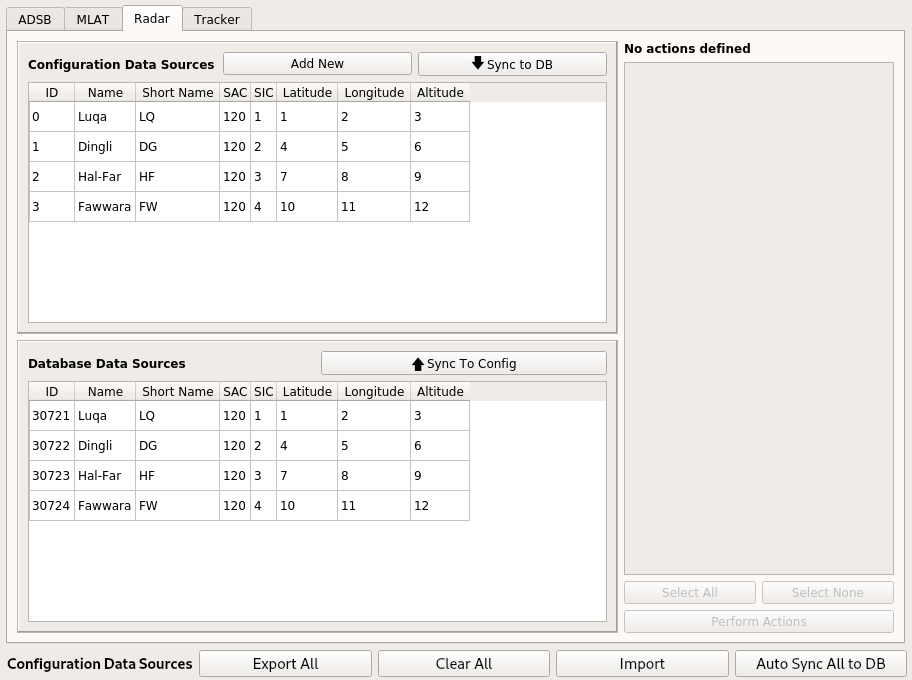 ADSB MLAT Radar Tracker
Configuration Data Sources Add New Sync to DB
ID Name Short Name SAC SIC Latitude Longitude Altitude
0 Luqa LQ 120 1 1 2 3
1 Dingli DG 120 2 4 5 6
2 Hal-Far HF 120 3 7 8 9
3 Fawwara FW 120 4 10 11 12
Database Data Sources Sync To Config
ID Name Short Name SAC SIC Latitude Longitude Altitude
30721 Luqa LQ 120 1 1 2 3
30722 Dingli DG 120 2 4 5 6
30723 Hal-Far HF 120 3 7 8 9
30724 Fawwara FW 120 4 10 11 12
No actions defined
Select All Select None
Perform Actions
Configuration Data Sources Export All Clear All Import Auto Sync All to DB